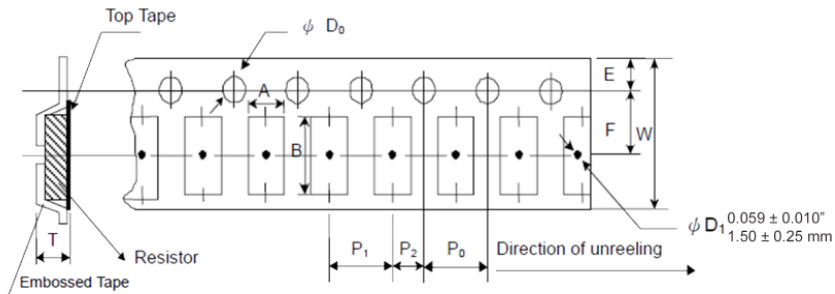 Top Tape
ϕ D₀
A
E
B
F
W
ϕ D₁ 0.059 ± 0.010"
1.50 ± 0.25 mm
T
Resistor
P₁
P₂
P₀
Direction of unreeling
Embossed Tape